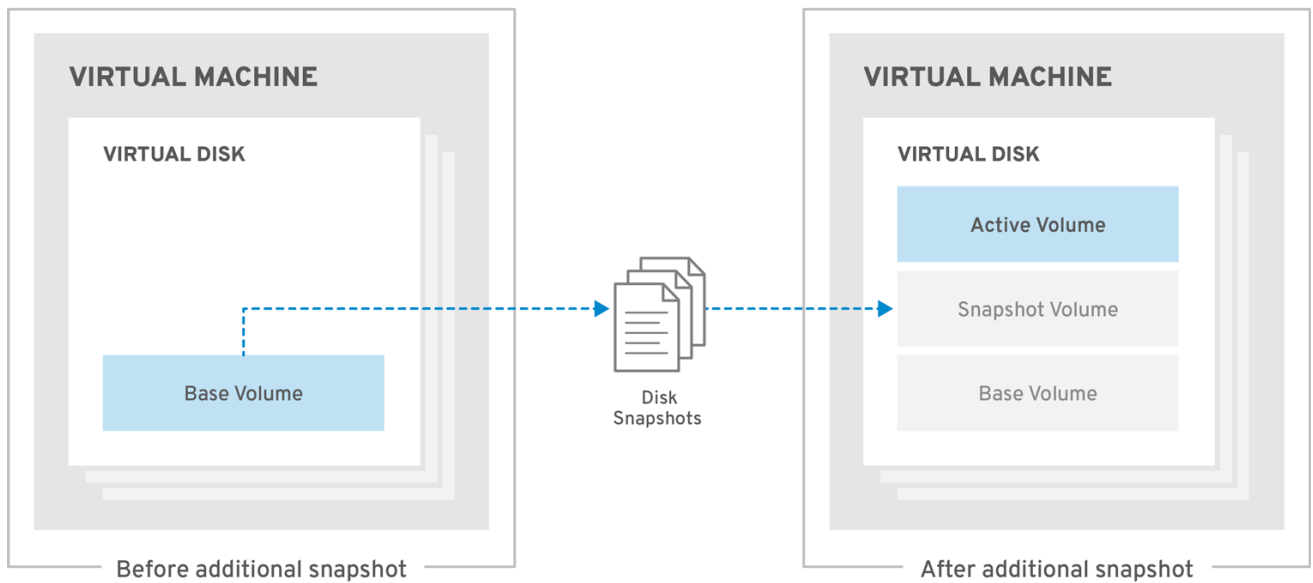 VIRTUAL MACHINE
VIRTUAL DISK
Base Volume
Before additional snapshot
Disk
Snapshots
VIRTUAL MACHINE
VIRTUAL DISK
Active Volume
Snapshot Volume
Base Volume
After additional snapshot